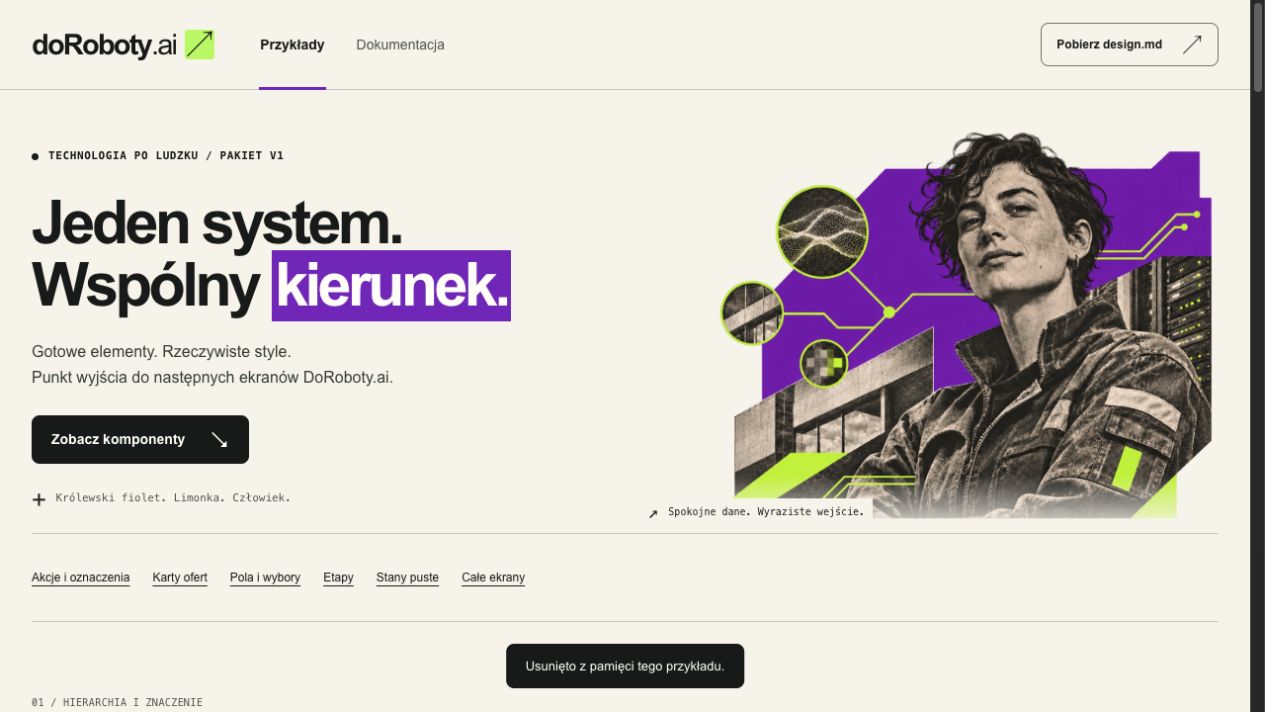 doRoboty.ai
Przykłady
Dokumentacja
Pobierz design.md
TECHNOLOGIA PO LUDZKU / PAKIET V1
Jeden system.
Wspólny kierunek.
Gotowe elementy. Rzeczywiste style.
Punkt wyjścia do następnych ekranów DoRoboty.ai.
Zobacz komponenty
Królewski fiolet. Limonka. Człowiek.
Spokojne dane. Wyraziste wejście.
Akcje i oznaczenia
Karty ofert
Pola i wybory
Etapy
Stany puste
Całe ekrany
Usunięto z pamięci tego przykładu.
01 / HIERARCHIA I ZNACZENIE